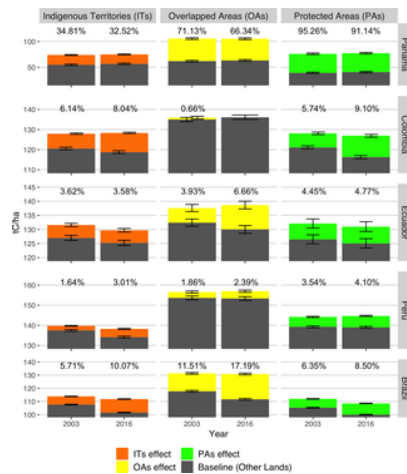 Indigenous Territories (ITs) Overlapped Areas (OAs) Protected Areas (PAs)
34.81% 32.52% 71.13% 66.34% 95.26% 91.14%
100
50
Panama
6.14% 8.04% 0.66% 5.74% 9.10%
140
130
120
110
Colombia
3.62% 3.58% 3.93% 6.66% 4.45% 4.77%
145
140
135
130
125
120
Ecuador
tC/ha
1.64% 3.01% 1.86% 2.39% 3.54% 4.10%
160
150
140
130
Peru
5.71% 10.07% 11.51% 17.19% 6.35% 8.50%
130
120
110
100
Brazil
2003 2016 2003 2016 2003 2016
Year
ITs effect PAs effect
OAs effect Baseline (Other Lands)